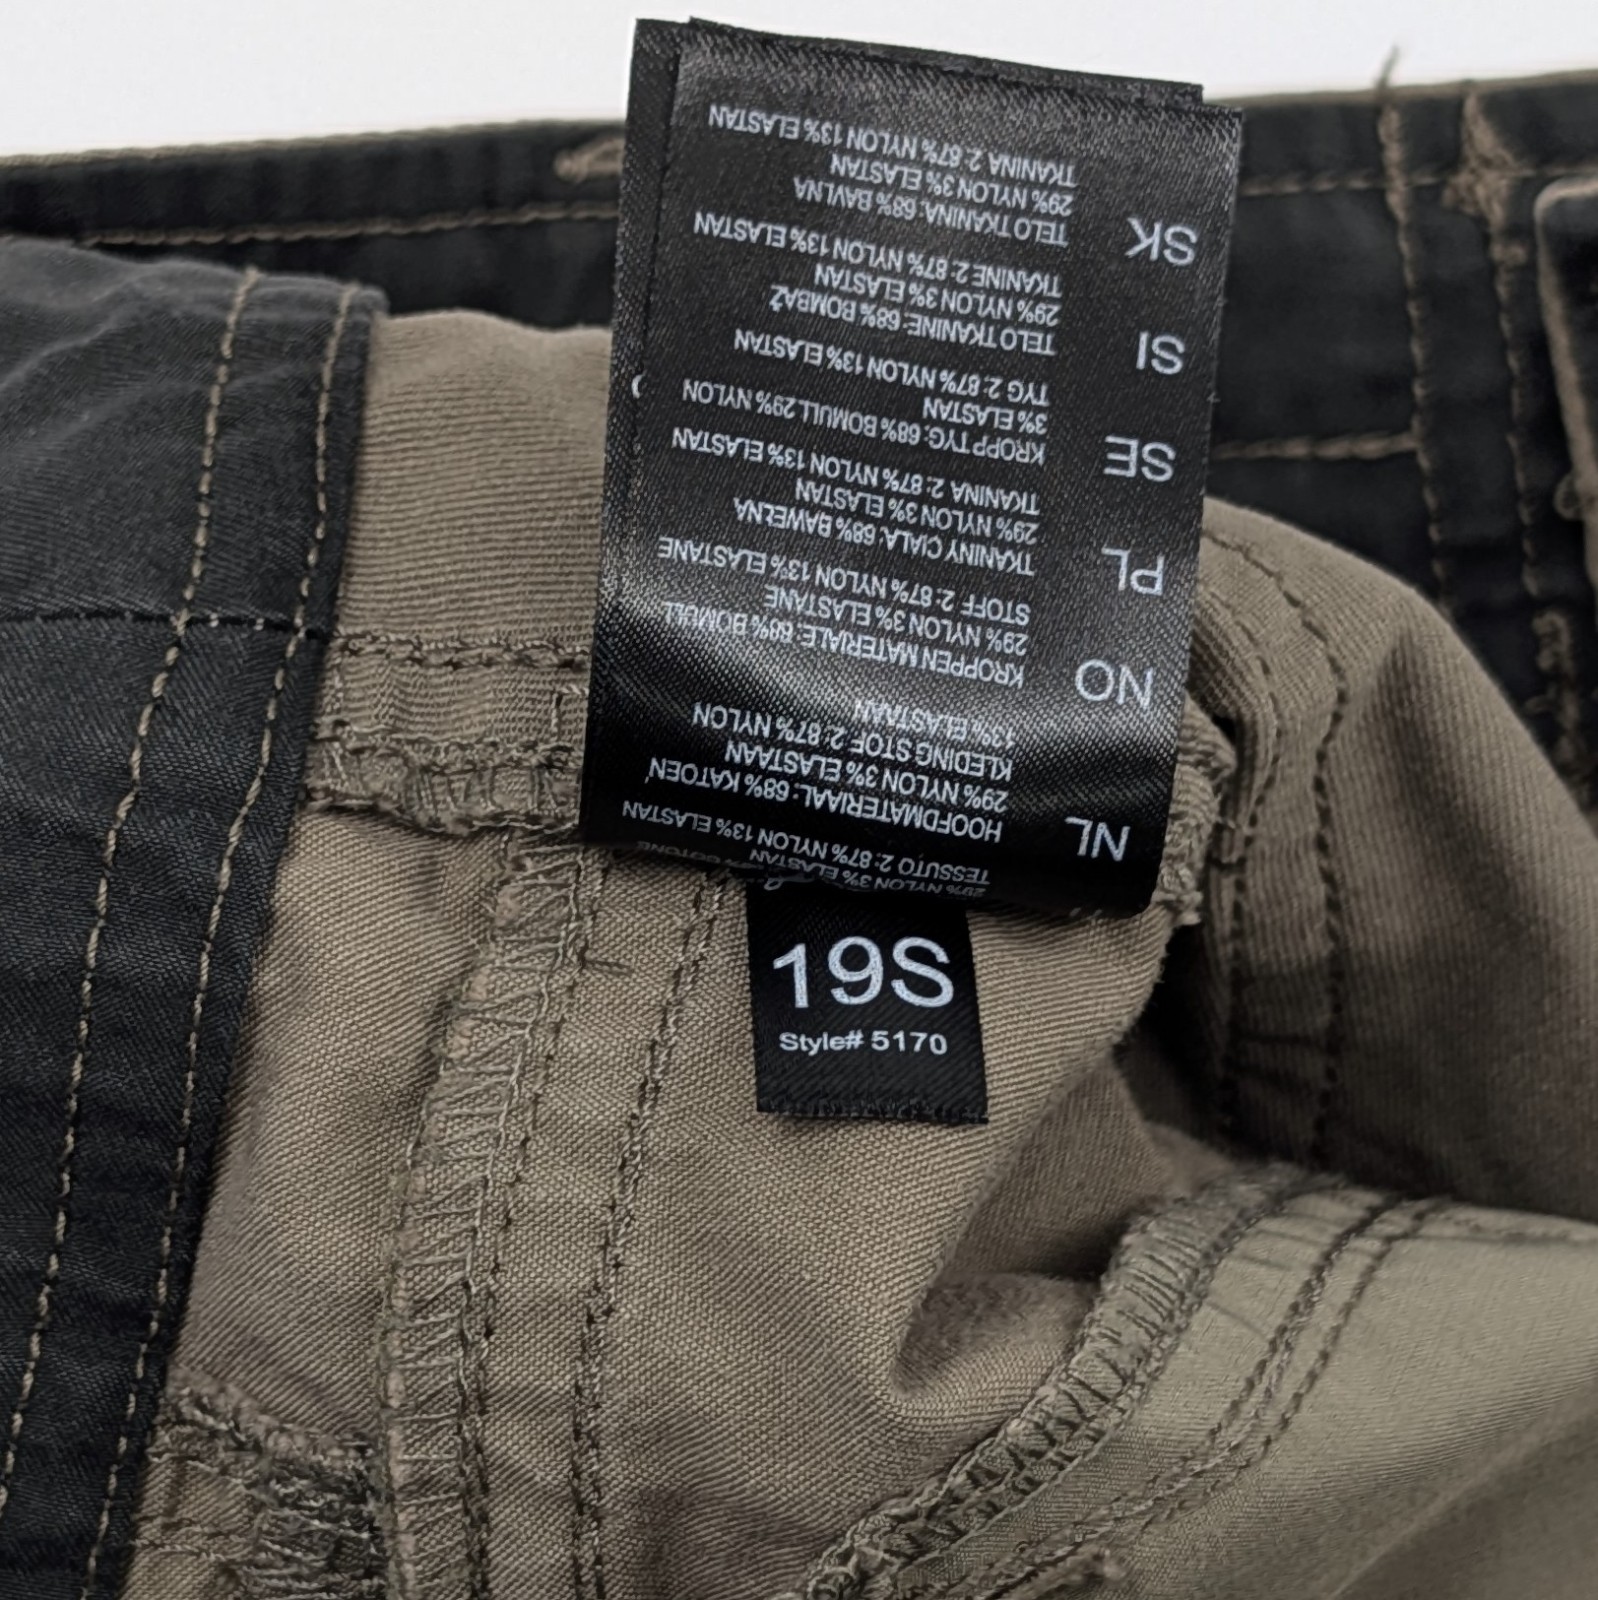 29% NYLON 3% ELASTAN
TESSUTO 2: 87% NYLON 13% ELASTAN
NL HOOFDMATERIAAL: 68% KATOEN,
29% NYLON 3% ELASTAAN
KLEDING STOF 2: 87% NYLON
13% ELASTAAN
NO KROPPEN MATERIALE: 68% BOMULL
29% NYLON 3% ELASTANE
STOFF 2: 87% NYLON 13% ELASTANE
PL TKANINY CIALA: 68% BAWEŁNA
29% NYLON 3% ELASTAN
TKANINA 2: 87% NYLON 13% ELASTAN
SE KROPP TYG: 68% BOMULL 29% NYLON
3% ELASTAN
TYG 2: 87% NYLON 13% ELASTAN
SI TELO TKANINE: 68% BOMBAŽ
29% NYLON 3% ELASTAN
TKANINE 2: 87% NYLON 13% ELASTAN
SK TELO TKANINA: 68% BAVLNA
29% NYLON 3% ELASTAN
TKANINA 2: 87% NYLON 13% ELASTAN
19S
Style# 5170